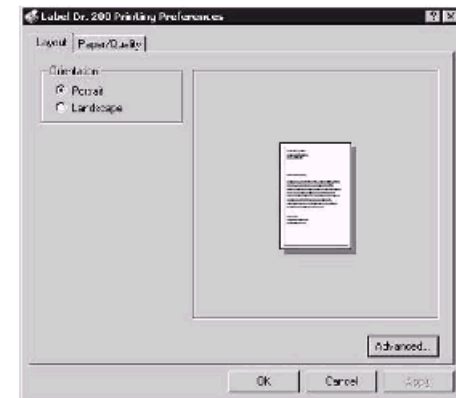 Label Dr. 200 Printing Preferences
Layout Paper/Quality
Orientation
Portrait
Landscape
Advanced...
OK Cancel Apply